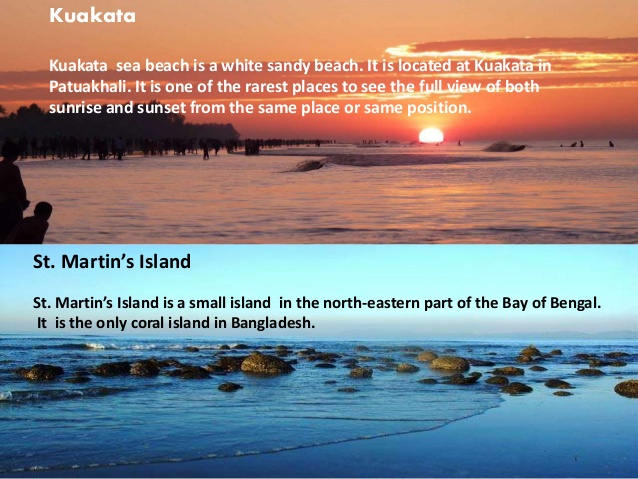 Kuakata
Kuakata sea beach is a white sandy beach. It is located at Kuakata in
Patuakhali. It is one of the rarest places to see the full view of both
sunrise and sunset from the same place or same position.
St. Martin’s Island
St. Martin’s Island is a small island in the north-eastern part of the Bay of Bengal.
It is the only coral island in Bangladesh.